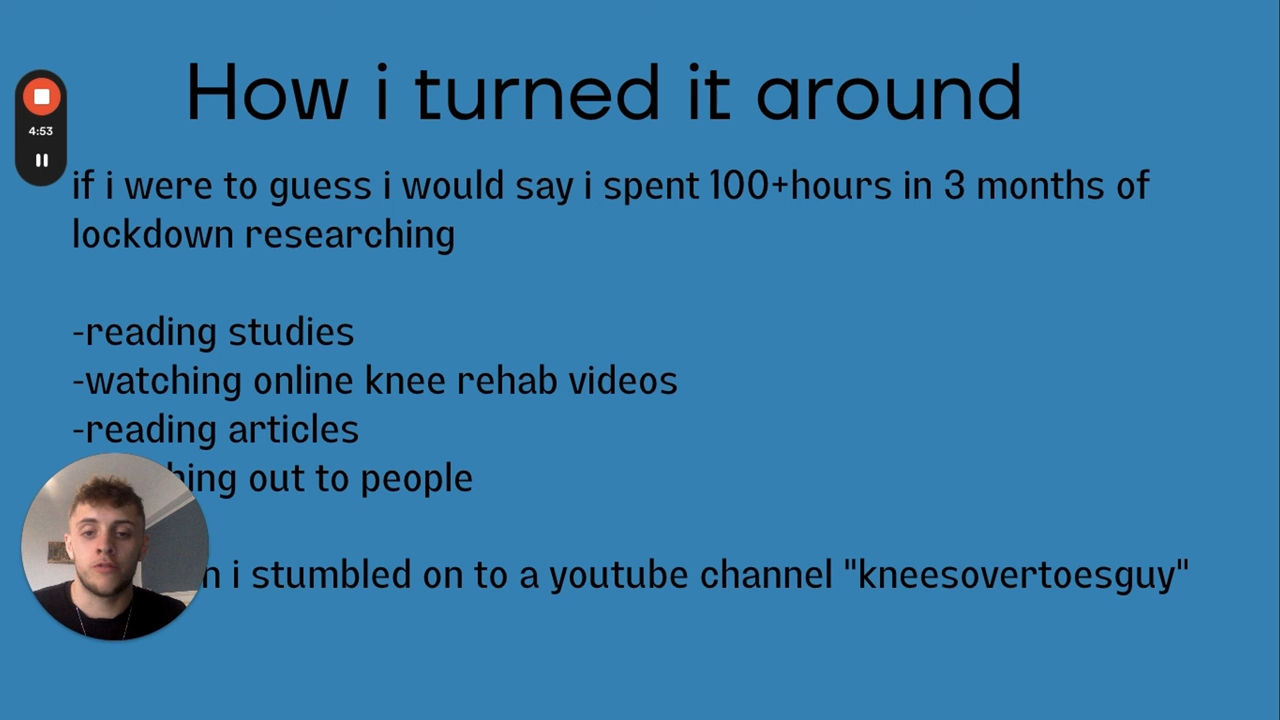 How i turned it around
4:53
if i were to guess i would say i spent 100+hours in 3 months of
lockdown researching
-reading studies
-watching online knee rehab videos
-reading articles
out to people
i stumbled on to a youtube channel "kneesovertoesguy"